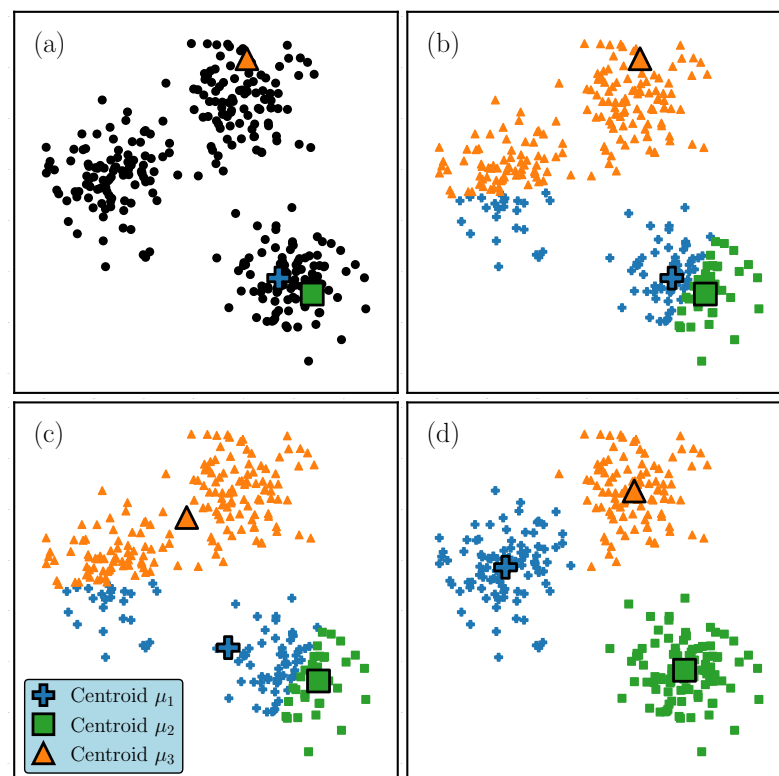 (a)
(b)
(c)
(d)
Centroid μ₁
Centroid μ₂
Centroid μ₃